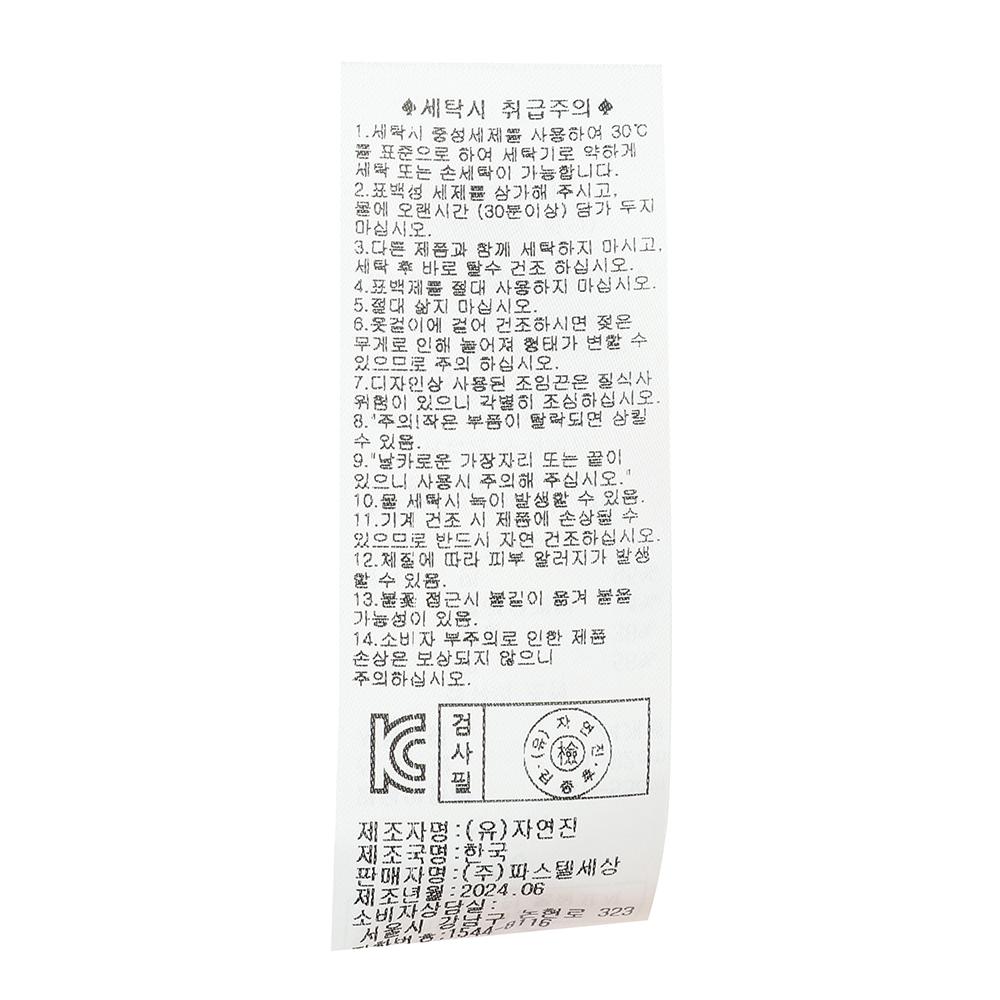 ♠세탁시 취급주의♠
1.세탁시 중성세제를 사용하여 30℃
를 표준으로 하여 세탁기로 약하게
세탁 또는 손세탁이 가능합니다.
2.표백성 세제를 삼가해 주시고,
물에 오랜시간 (30분이상) 담가 두지
마십시오.
3.다른 제품과 함께 세탁하지 마시고,
세탁 후 바로 탈수 건조 하십시오.
4.표백제를 절대 사용하지 마십시오.
5.절대 삶지 마십시오.
6.옷걸이에 걸어 건조하시면 젖은
무게로 인해 늘어져 형태가 변할 수
있으므로 주의 하십시오.
7.디자인상 사용된 조임끈은 질식사
위험이 있으니 각별히 조심하십시오.
8."주의!작은 부품이 탈락되면 삼킬
수 있음.
9."날카로운 가장자리 또는 끝이
있으니 사용시 주의해 주십시오."
10.물 세탁시 녹이 발생할 수 있음.
11.기계 건조 시 제품에 손상될 수
있으므로 반드시 자연 건조하십시오.
12.체질에 따라 피부 알러지가 발생
할 수 있음.
13.불꽃 접근시 불길이 옮겨 붙을
가능성이 있음.
14.소비자 부주의로 인한 제품
손상은 보상되지 않으니
주의하십시오.
KC
검사필
(유)자연진·검증部·
檢
제조자명:(유)자연진
제조국명:한국
판매자명:(주)파스텔세상
제조년월:2024.06
소비자상담실:
서울시 강남구 논현로 323
전화번호:1544-8116